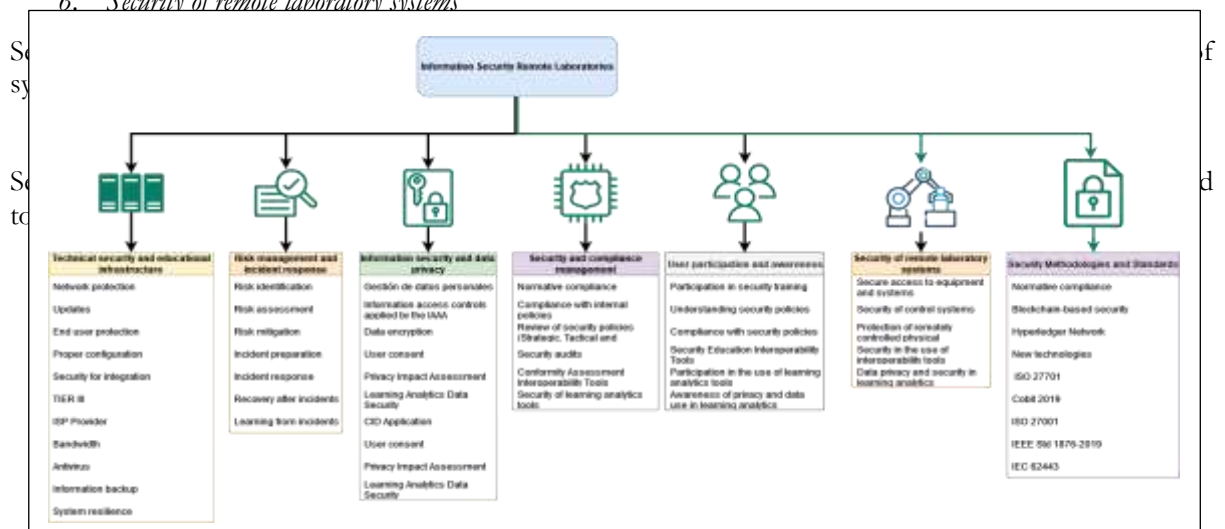 6. Security of remote laboratory systems
of
sy
d
to
Information Security Remote Laboratories
Technical security and educational
infrastructure
Network protection
Updates
End user protection
Proper configuration
Security for integration
TIER III
ISP Provider
Bandwidth
Antivirus
Information backup
System resilience
Risk management and
incident response
Risk identification
Risk assessment
Risk mitigation
Incident preparation
Incident response
Recovery after incidents
Learning from incidents
Information security and data
privacy
Gestión de datos personales
Information access controls
applied by the IAAA
Data encryption
User consent
Privacy Impact Assessment
Learning Analytics Data
Security
CID Application
User consent
Privacy Impact Assessment
Learning Analytics Data
Security
Security and compliance
management
Normative compliance
Compliance with internal
policies
Review of security policies
(Strategic, Tactical and
Security audits
Conformity Assessment
Interoperability Tools
Security of learning analytics
tools
User participation and awareness
Participation in security training
Understanding security policies
Compliance with security policies
Security Education Interoperability
Tools
Participation in the use of learning
analytics tools
Awareness of privacy and data
use in learning analytics
Security of remote laboratory
systems
Secure access to equipment
and systems
Security of control systems
Protection of remotely
controlled physical
Security in the use of
interoperability tools
Data privacy and security in
learning analytics
Security Methodologies and Standards
Normative compliance
Blockchain-based security
Hyperledger Network
New technologies
ISO 27701
Cobit 2019
ISO 27001
IEEE Std 1876-2019
IEC 62443